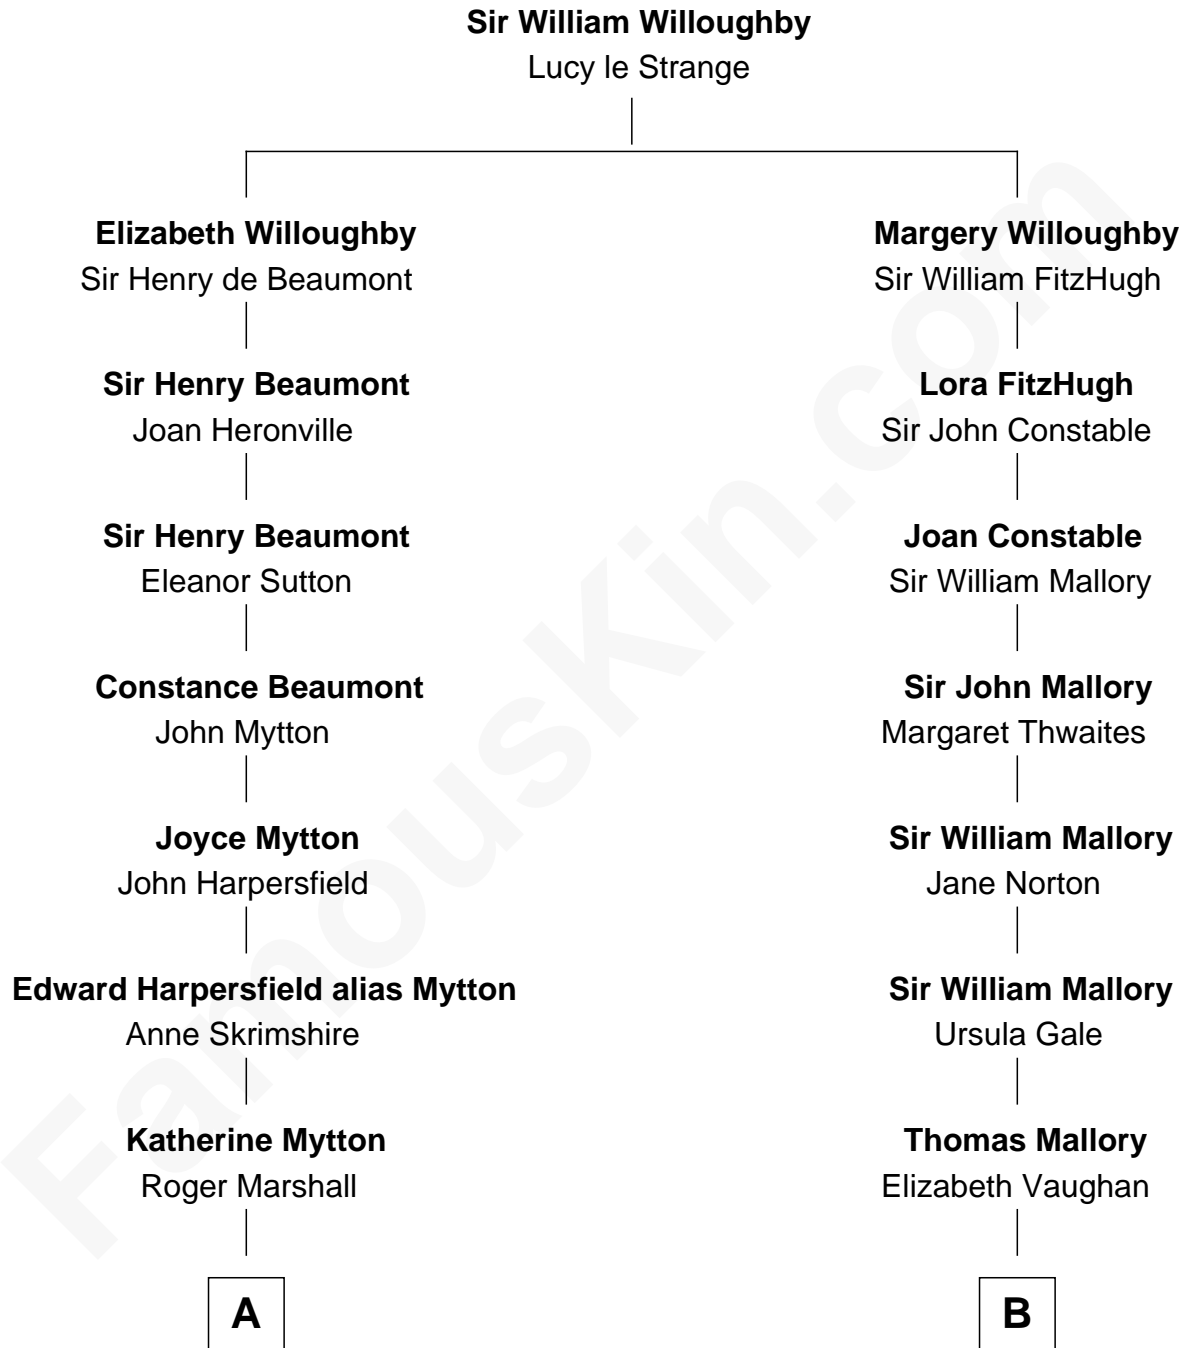 Sir William Willoughby
Lucy le Strange
Elizabeth Willoughby
Sir Henry de Beaumont
Margery Willoughby
Sir William FitzHugh
Sir Henry Beaumont
Joan Heronville
Lora FitzHugh
Sir John Constable
Sir Henry Beaumont
Eleanor Sutton
Joan Constable
Sir William Mallory
Constance Beaumont
John Mytton
Sir John Mallory
Margaret Thwaites
Joyce Mytton
John Harpersfield
Sir William Mallory
Jane Norton
Edward Harpersfield alias Mytton
Anne Skrimshire
Sir William Mallory
Ursula Gale
Katherine Mytton
Roger Marshall
Thomas Mallory
Elizabeth Vaughan
A
B
FamousKin.com